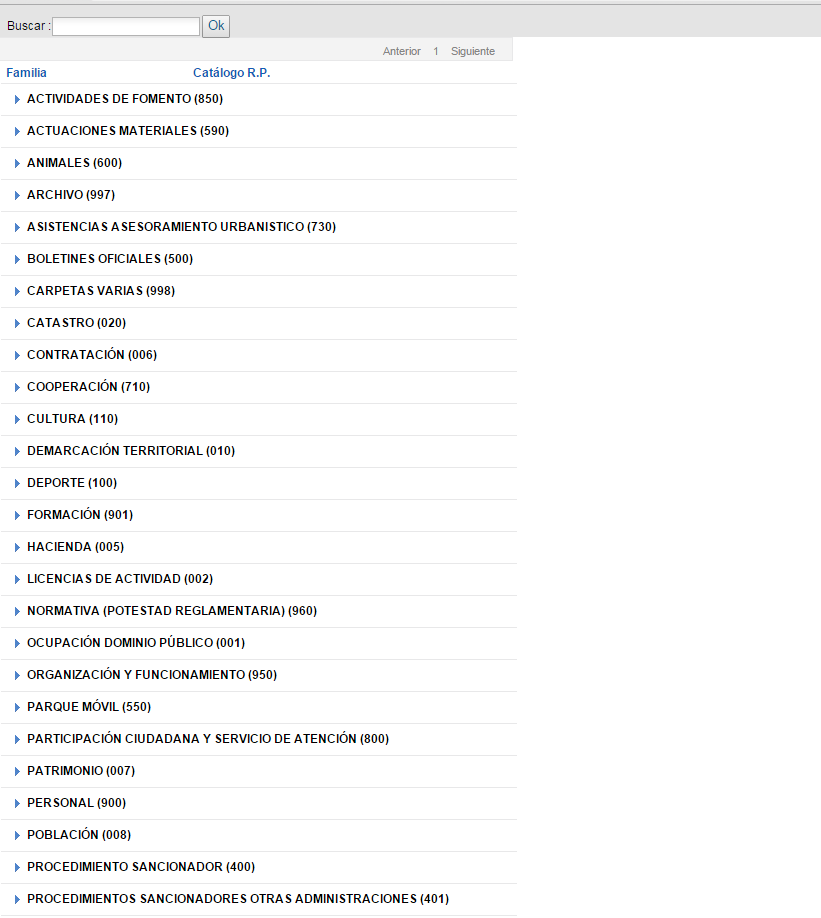 Buscar : Ok
Anterior 1 Siguiente
Familia Catálogo R.P.
ACTIVIDADES DE FOMENTO (850)
ACTUACIONES MATERIALES (590)
ANIMALES (600)
ARCHIVO (997)
ASISTENCIAS ASESORAMIENTO URBANISTICO (730)
BOLETINES OFICIALES (500)
CARPETAS VARIAS (998)
CATASTRO (020)
CONTRATACIÓN (006)
COOPERACIÓN (710)
CULTURA (110)
DEMARCACIÓN TERRITORIAL (010)
DEPORTE (100)
FORMACIÓN (901)
HACIENDA (005)
LICENCIAS DE ACTIVIDAD (002)
NORMATIVA (POTESTAD REGLAMENTARIA) (960)
OCUPACIÓN DOMINIO PÚBLICO (001)
ORGANIZACIÓN Y FUNCIONAMIENTO (950)
PARQUE MÓVIL (550)
PARTICIPACIÓN CIUDADANA Y SERVICIO DE ATENCIÓN (800)
PATRIMONIO (007)
PERSONAL (900)
POBLACIÓN (008)
PROCEDIMIENTO SANCIONADOR (400)
PROCEDIMIENTOS SANCIONADORES OTRAS ADMINISTRACIONES (401)